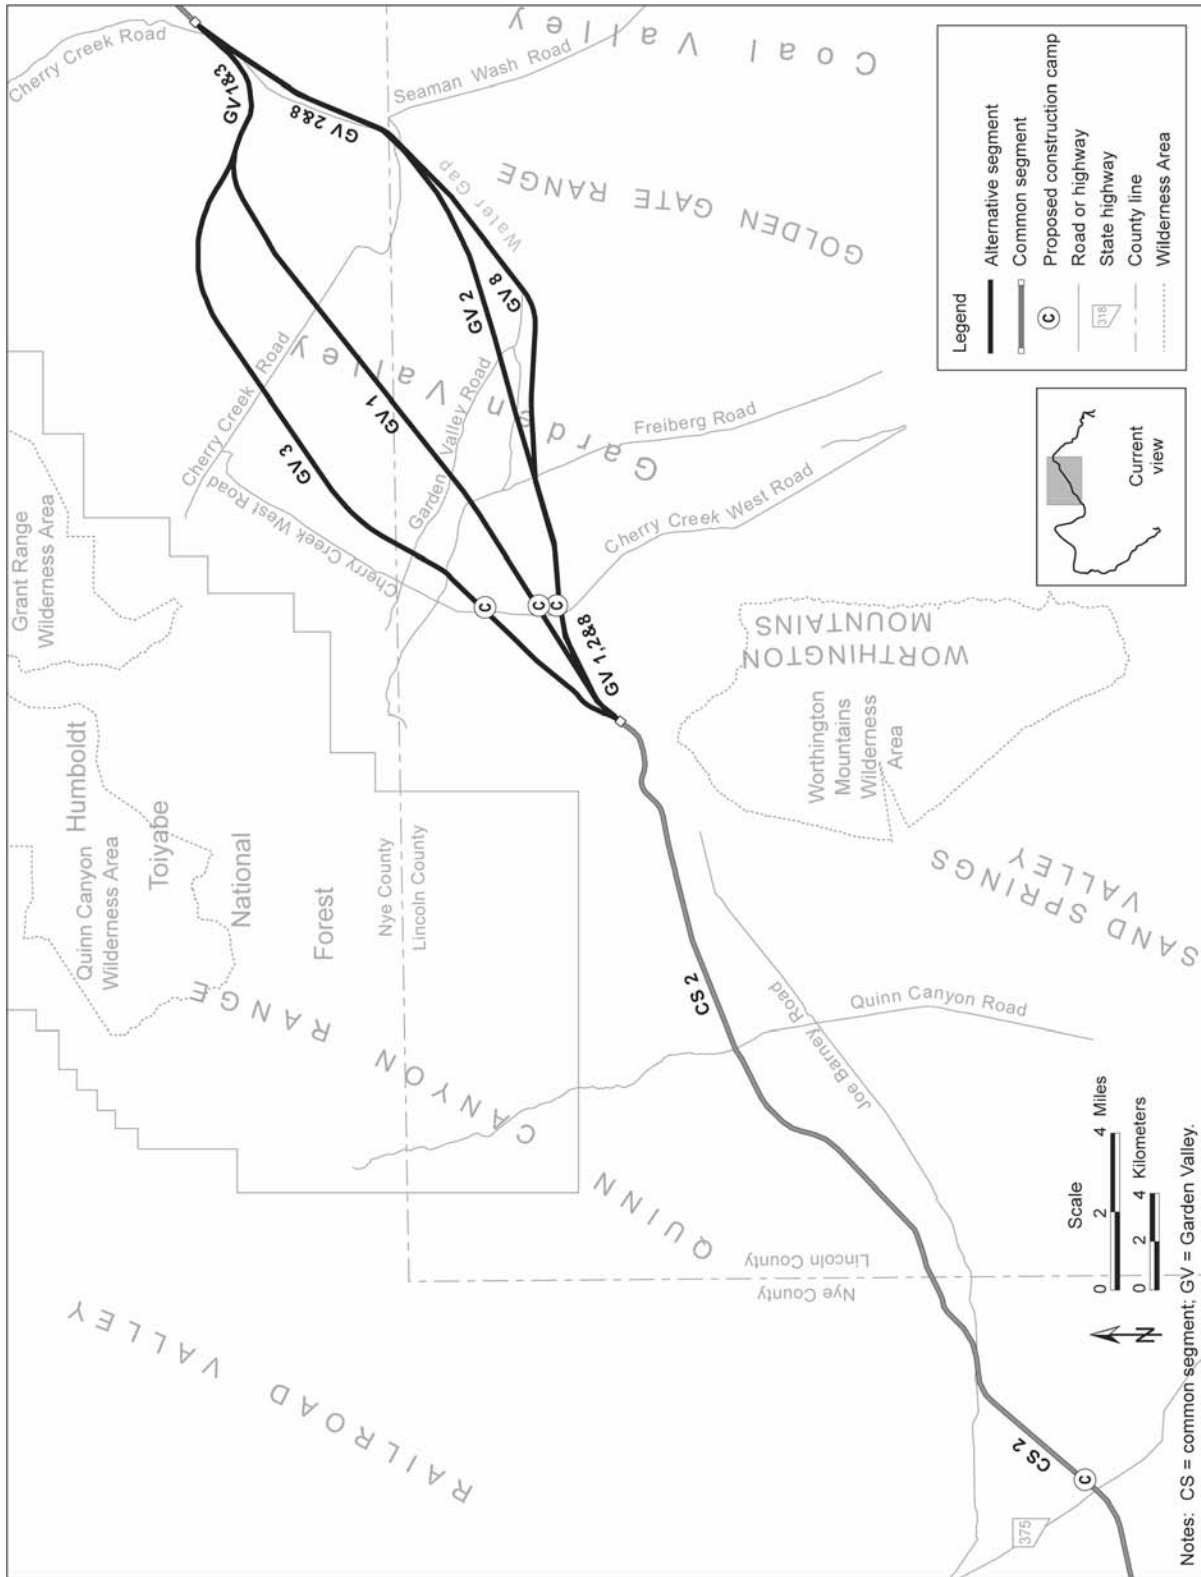 Cherry Creek Road
GV 1&3
GV 2&8
Seaman Wash Road
Coal Valley
Water Gap
GOLDEN GATE RANGE
Cherry Creek Road
GV 3
GV 1
GV 2
GV 8
Garden Valley
Garden Valley Road
Freiberg Road
Cherry Creek West Road
Cherry Creek West Road
C
C
C
GV 1,2&8
Grant Range
Wilderness Area
Humboldt
Toiyabe
National
Forest
Quinn Canyon
Wilderness Area
Nye County
Lincoln County
WORTHINGTON
MOUNTAINS
Worthington
Mountains
Wilderness
Area
SAND SPRINGS
VALLEY
QUINN CANYON RANGE
CS 2
Joe Barney Road
Quinn Canyon Road
Lincoln County
Nye County
RAILROAD VALLEY
CS 2
C
375
Legend
Alternative segment
Common segment
C Proposed construction camp
Road or highway
318 State highway
County line
Wilderness Area
Current
view
Scale
0 2 4 Miles
0 2 4 Kilometers
N
Notes: CS = common segment; GV = Garden Valley.